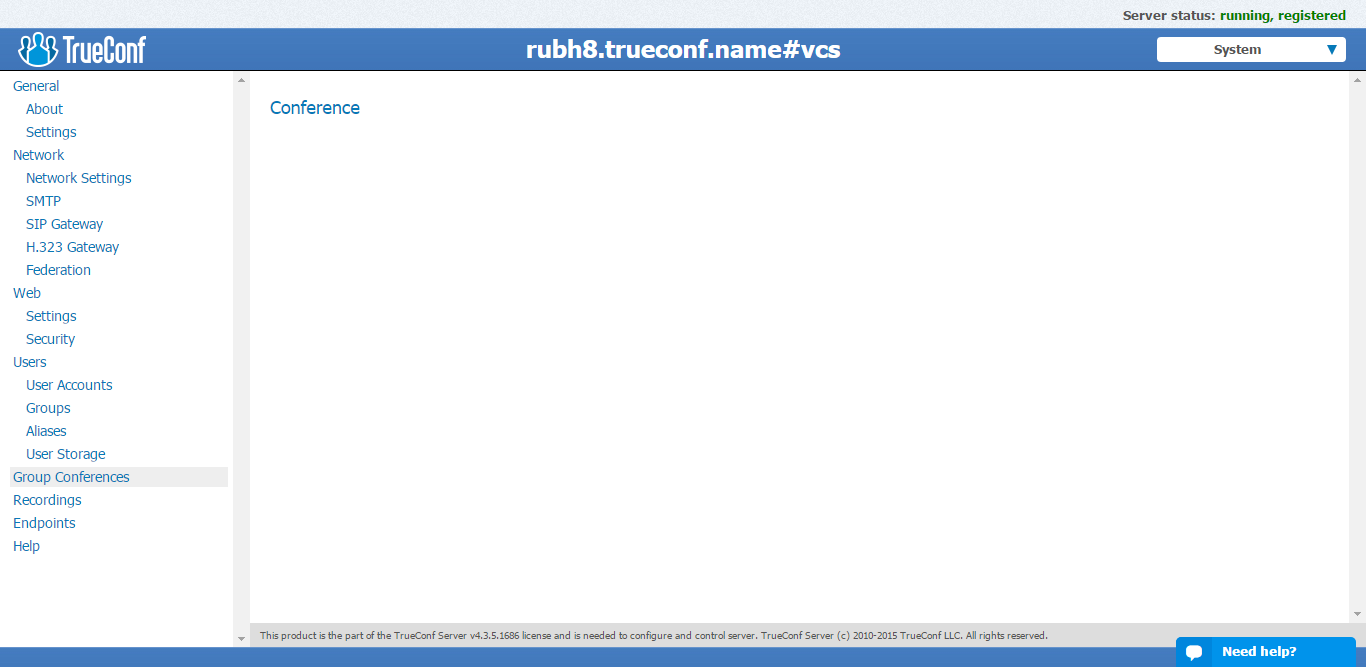 Server status: running, registered
TrueConf
rubh8.trueconf.name#vcs
System
General
About
Settings
Network
Network Settings
SMTP
SIP Gateway
H.323 Gateway
Federation
Web
Settings
Security
Users
User Accounts
Groups
Aliases
User Storage
Group Conferences
Recordings
Endpoints
Help
Conference
This product is the part of the TrueConf Server v4.3.5.1686 license and is needed to configure and control server. TrueConf Server (c) 2010-2015 TrueConf LLC. All rights reserved.
Need help?